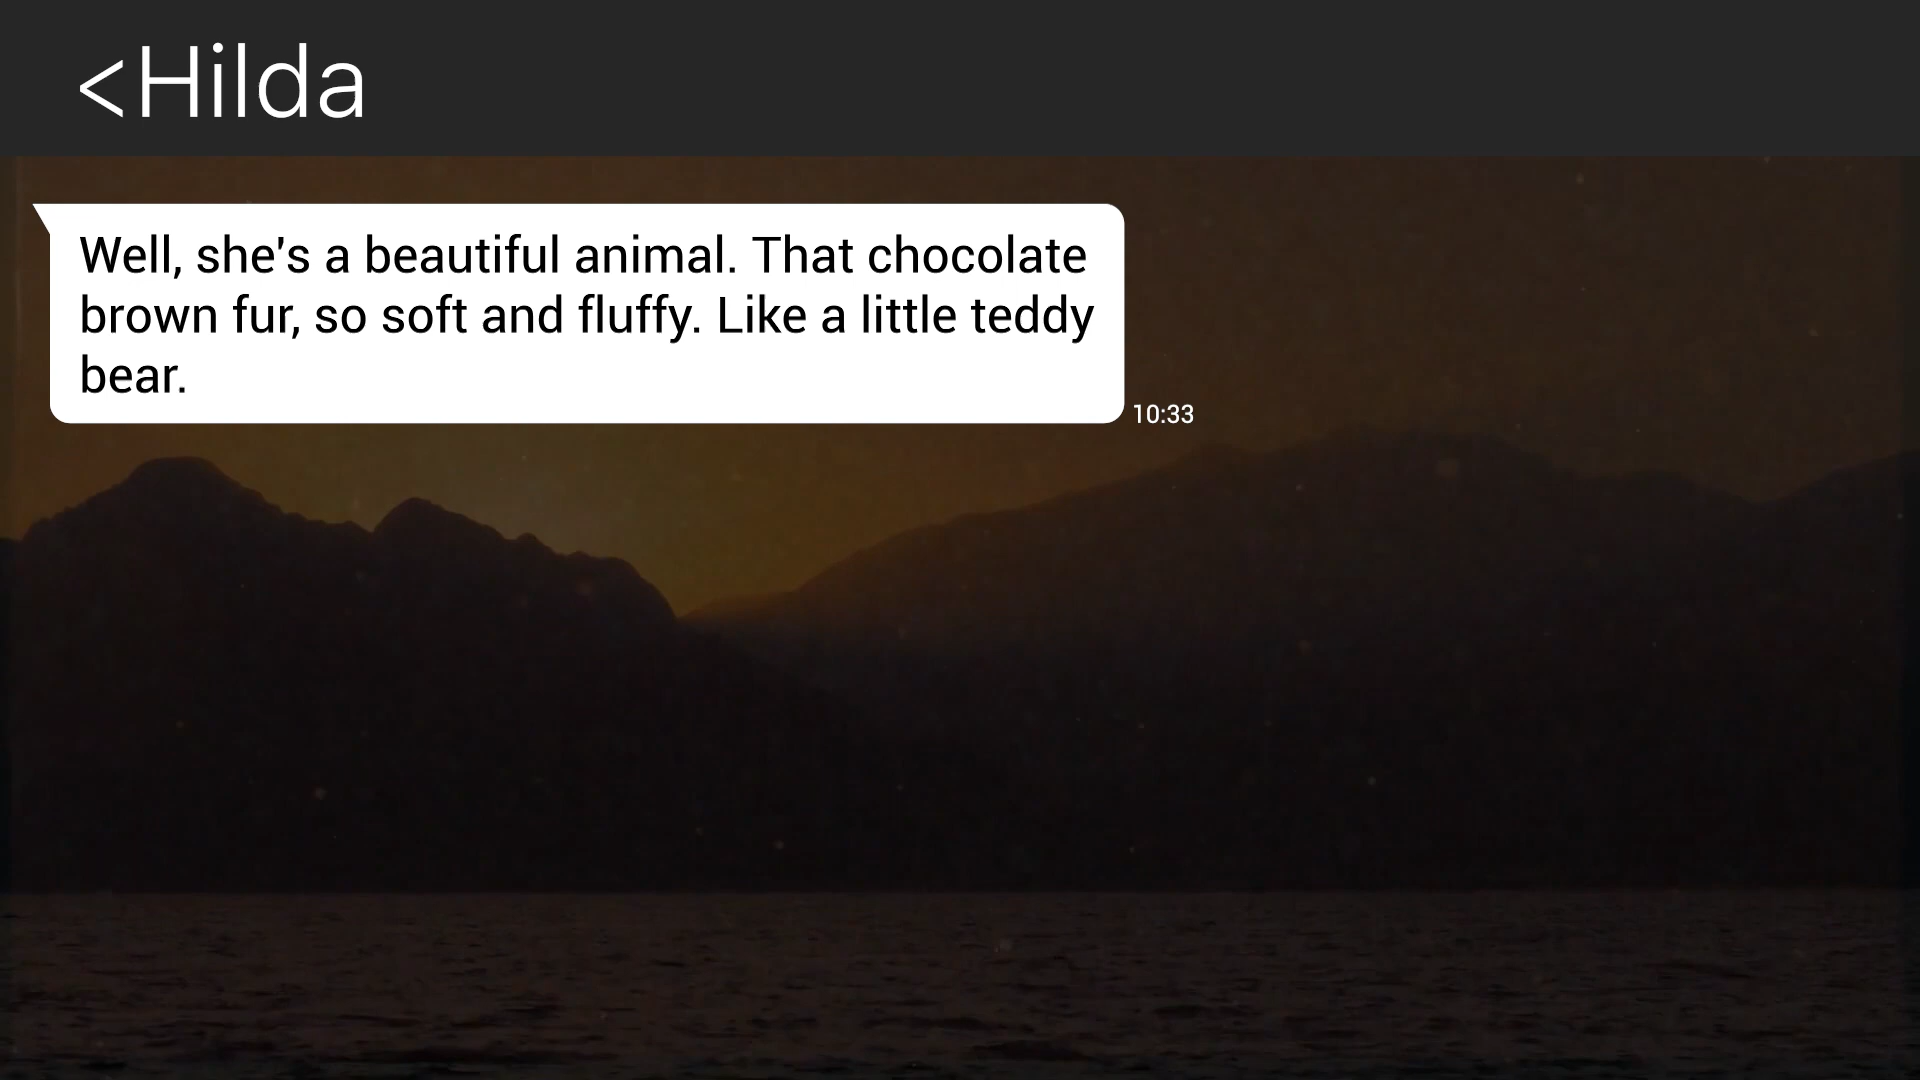 <Hilda
Well, she's a beautiful animal. That chocolate
brown fur, so soft and fluffy. Like a little teddy
bear.
10:33